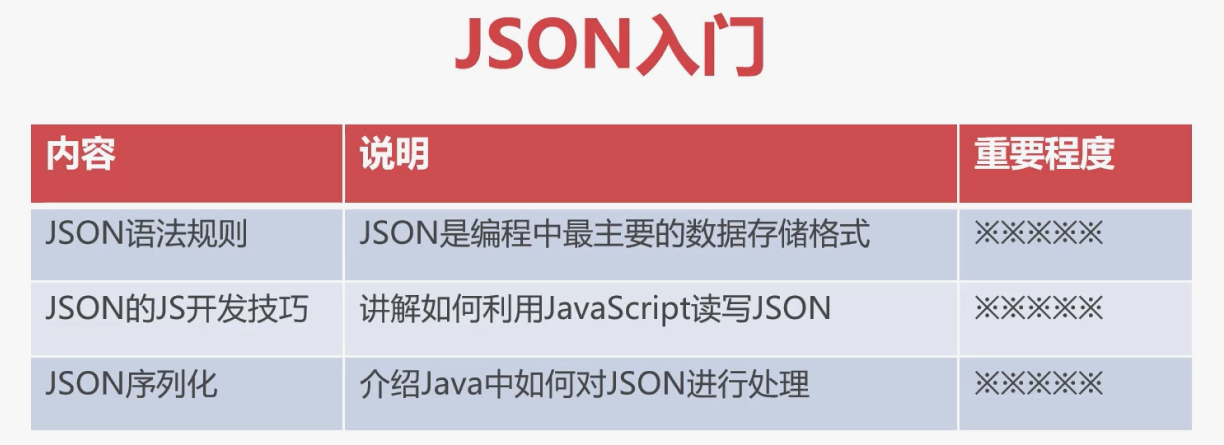 JSON入门
内容 说明 重要程度
JSON语法规则 JSON是编程中最主要的数据存储格式 ※※※※※
JSON的JS开发技巧 讲解如何利用JavaScript读写JSON ※※※※※
JSON序列化 介绍Java中如何对JSON进行处理 ※※※※※